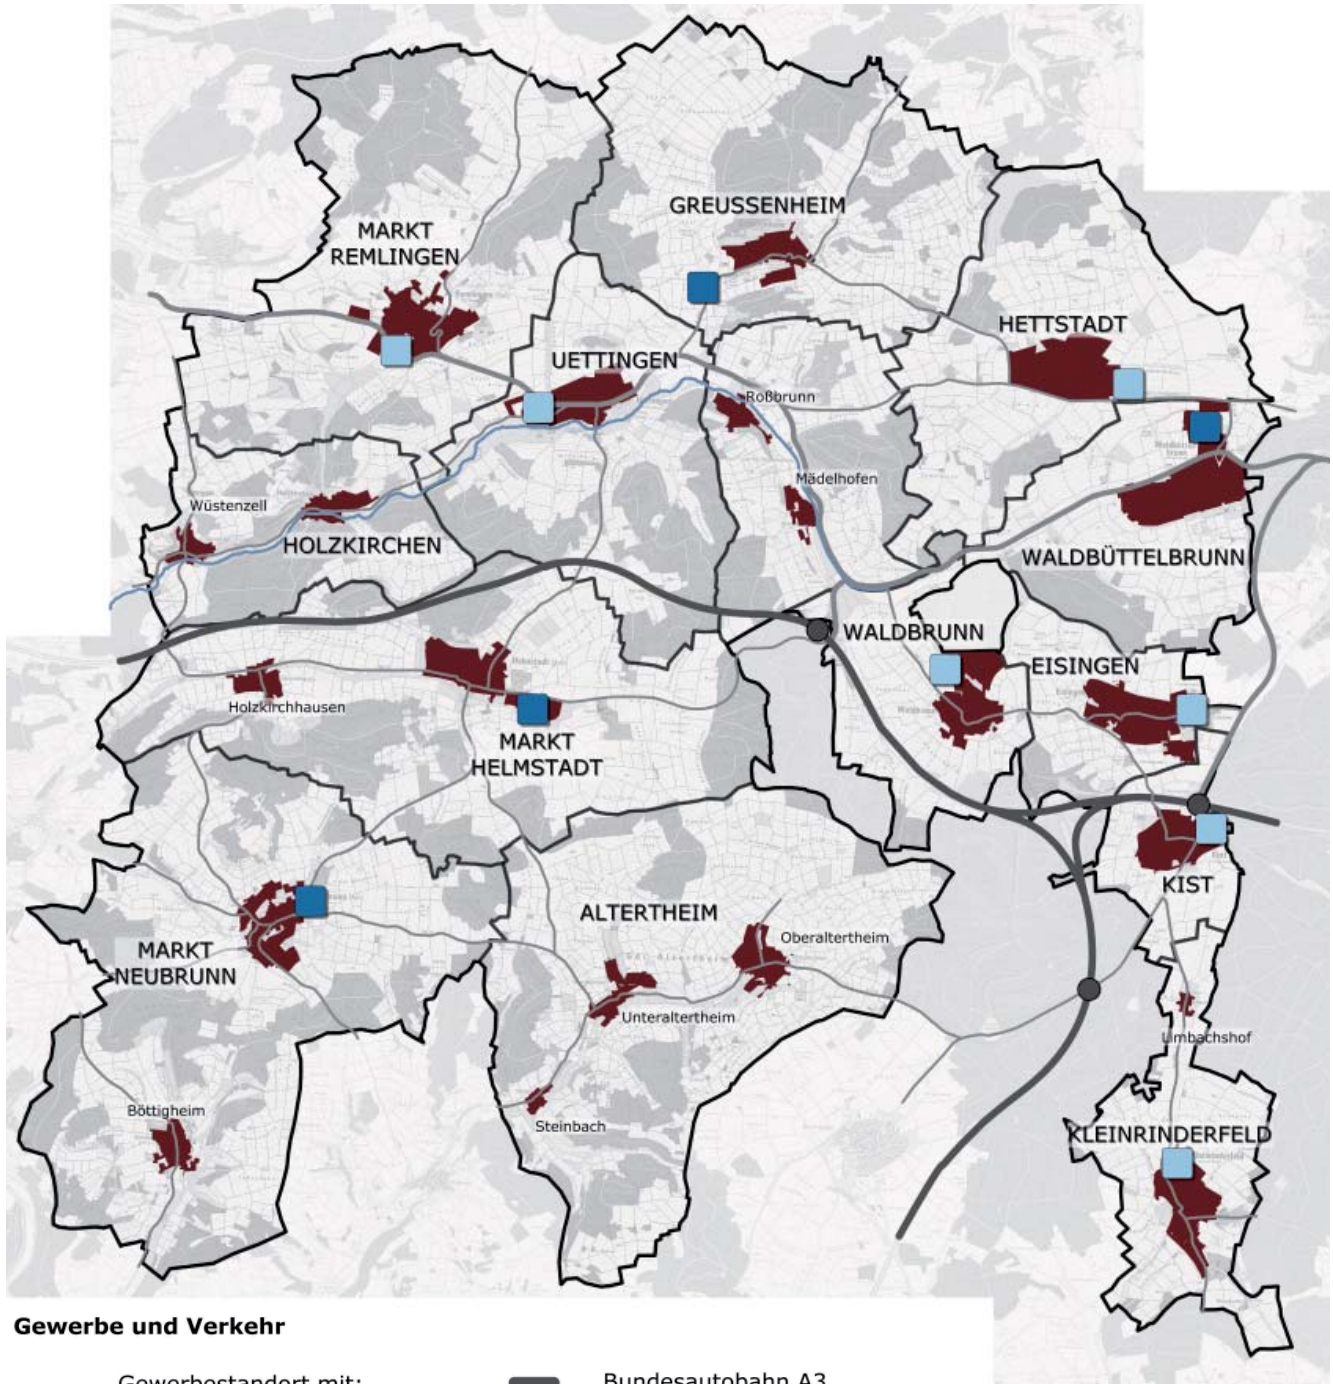 GREUSSENHEIM
MARKT
REMLINGEN
HETTSTADT
UETTINGEN
Roßbrunn
Mädelhofen
Wüstenzell
HOLZKIRCHEN
WALDBÜTTELBRUNN
WALDBRUNN
EISINGEN
Holzkirchhausen
MARKT
HELMSTADT
KIST
ALTERTHEIM
Oberaltertheim
MARKT
NEUBRUNN
Unteraltertheim
Limbachshof
Böttigheim
Steinbach
KLEINRINDERFELD
Gewerbe und Verkehr
Gewerbestandort mit:
Bundesautobahn A3